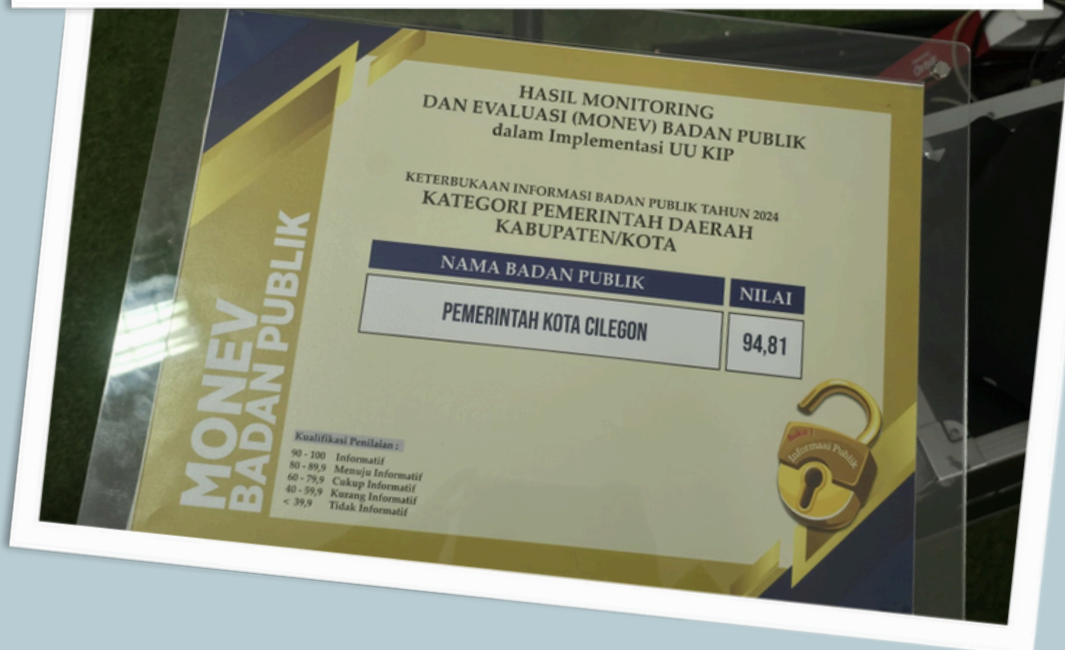 HASIL MONITORING
DAN EVALUASI (MONEV) BADAN PUBLIK
dalam Implementasi UU KIP
KETERBUKAAN INFORMASI BADAN PUBLIK TAHUN 2024
KATEGORI PEMERINTAH DAERAH
KABUPATEN/KOTA
NAMA BADAN PUBLIK NILAI
PEMERINTAH KOTA CILEGON 94,81
MONEV
BADAN PUBLIK
Kualifikasi Penilaian :
90 - 100 Informatif
80 - 89,9 Menuju Informatif
60 - 79,9 Cukup Informatif
40 - 59,9 Kurang Informatif
< 39,9 Tidak Informatif
Informasi Publik